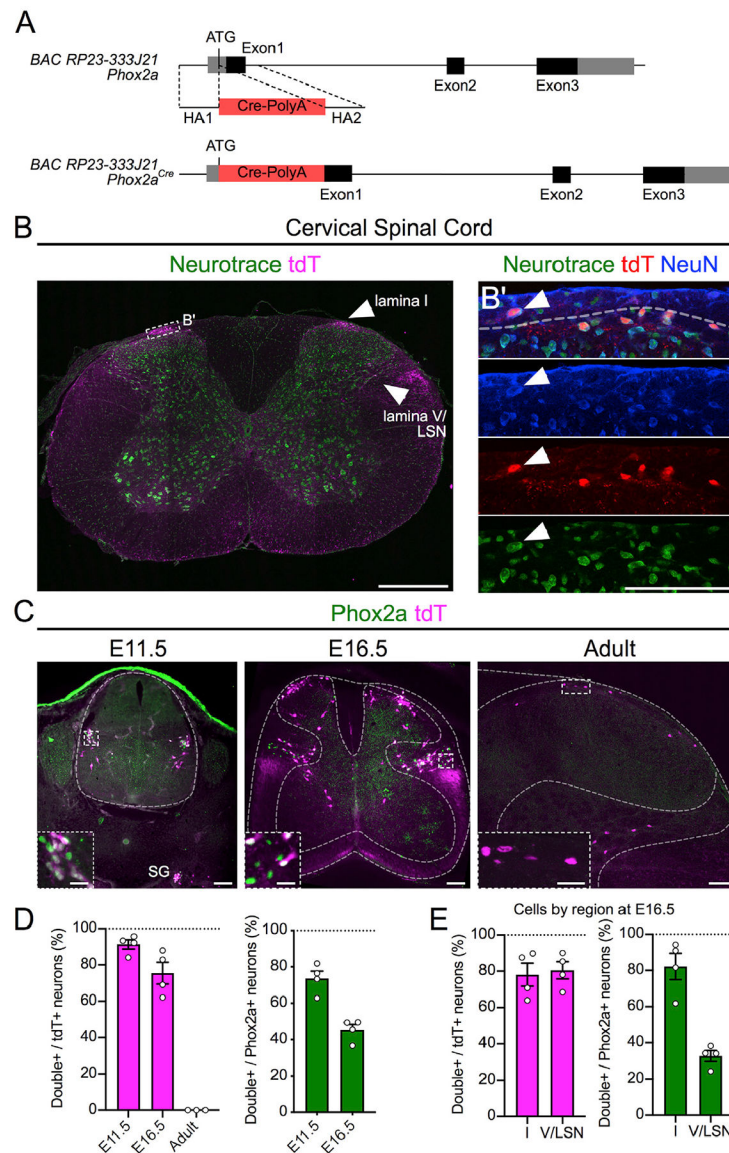 A
ATG
Exon1
BAC RP23-333J21
Phox2a
Exon2
Exon3
HA1
Cre-PolyA
HA2
ATG
BAC RP23-333J21
Phox2aCre
Cre-PolyA
Exon1
Exon2
Exon3
B
Cervical Spinal Cord
Neurotrace tdT
B'
lamina I
lamina V/
LSN
Neurotrace tdT NeuN
B'
C
Phox2a tdT
E11.5
E16.5
Adult
SG
D
Double+ / tdT+ neurons (%)
100
80
60
40
20
0
E11.5
E16.5
Adult
Double+ / Phox2a+ neurons (%)
100
80
60
40
20
0
E11.5
E16.5
E
Cells by region at E16.5
Double+ / tdT+ neurons (%)
100
80
60
40
20
0
I
V/LSN
Double+ / Phox2a+ neurons (%)
100
80
60
40
20
0
I
V/LSN